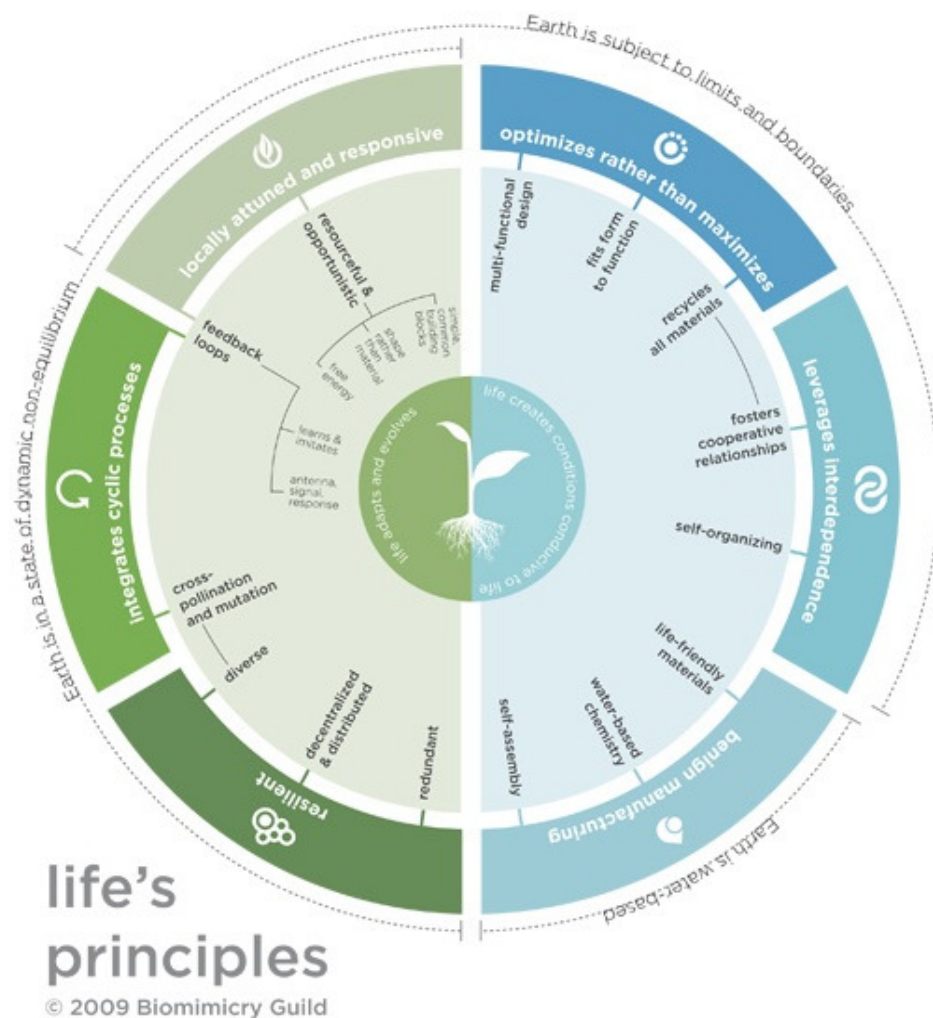 Earth is subject to limits and boundaries
optimizes rather than maximizes
multi-functional
design
fits form
to function
recycles
all materials
leverages interdependence
fosters
cooperative
relationships
self-organizing
benign manufacturing
life-friendly
materials
water-based
chemistry
self-assembly
Earth is water-based
life creates conditions conducive to life
life adapts and evolves
locally attuned and responsive
resourceful &
opportunistic
simple,
common
building
blocks
shape
rather
than
material
free
energy
feedback
loops
learns &
imitates
antenna,
signal,
response
integrates cyclic processes
Earth is in a state of dynamic non-equilibrium
cross-
pollination
and mutation
diverse
decentralized
& distributed
redundant
resilient
life's
principles
© 2009 Biomimicry Guild